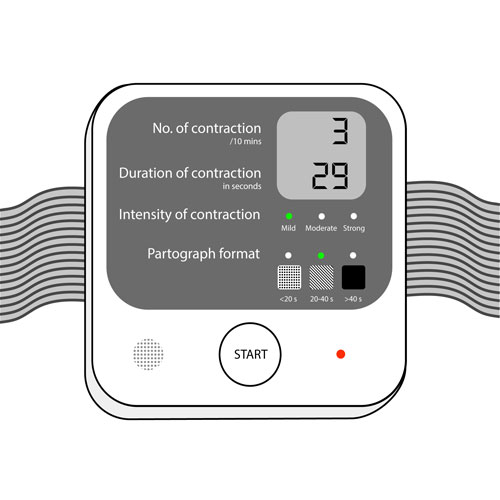 No. of contraction
/10 mins
3
Duration of contraction
in seconds
29
Intensity of contraction
Mild Moderate Strong
Partograph format
<20 s 20-40 s >40 s
START